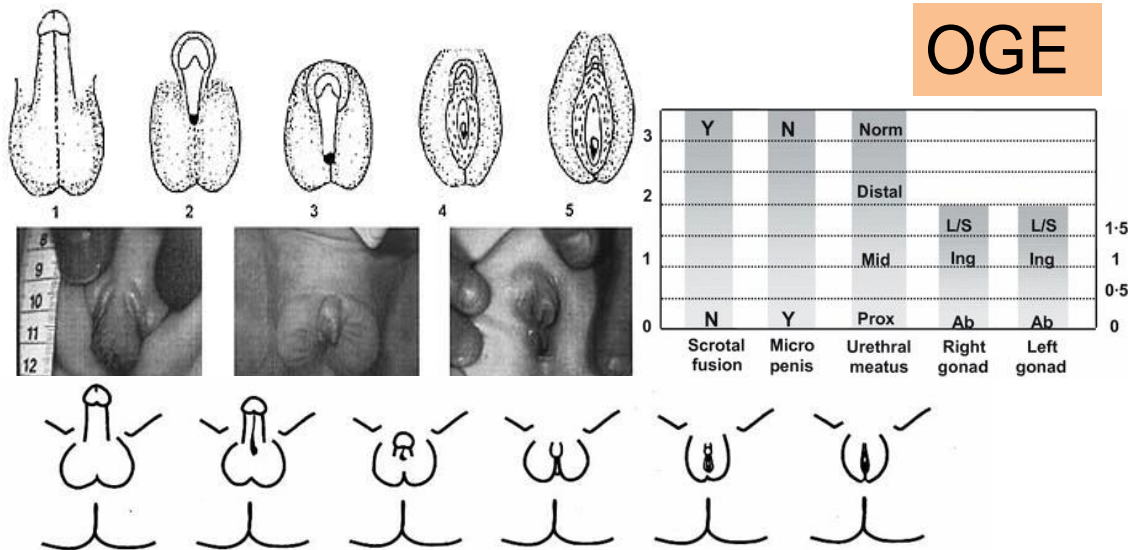 OGE
1 2 3 4 5
8
9
10
11
12
3
2
1
0
Y N Norm
Distal
L/S L/S
Mid Ing Ing
N Y Prox Ab Ab
1·5
1
0·5
0
Scrotal Micro Urethral Right Left
fusion penis meatus gonad gonad